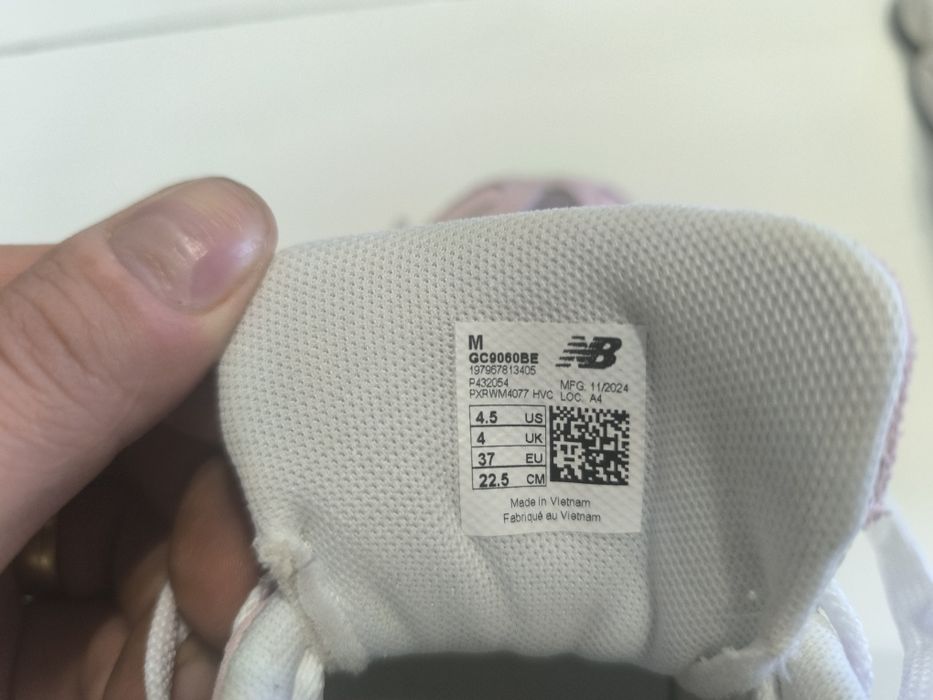 M
GC9060BE
NB
197967813405
P432054
MFG. 11/2024
PXRWM4077 HVC LOC. A4
4.5 US
4 UK
37 EU
22.5 CM
Made in Vietnam
Fabriqué au Vietnam